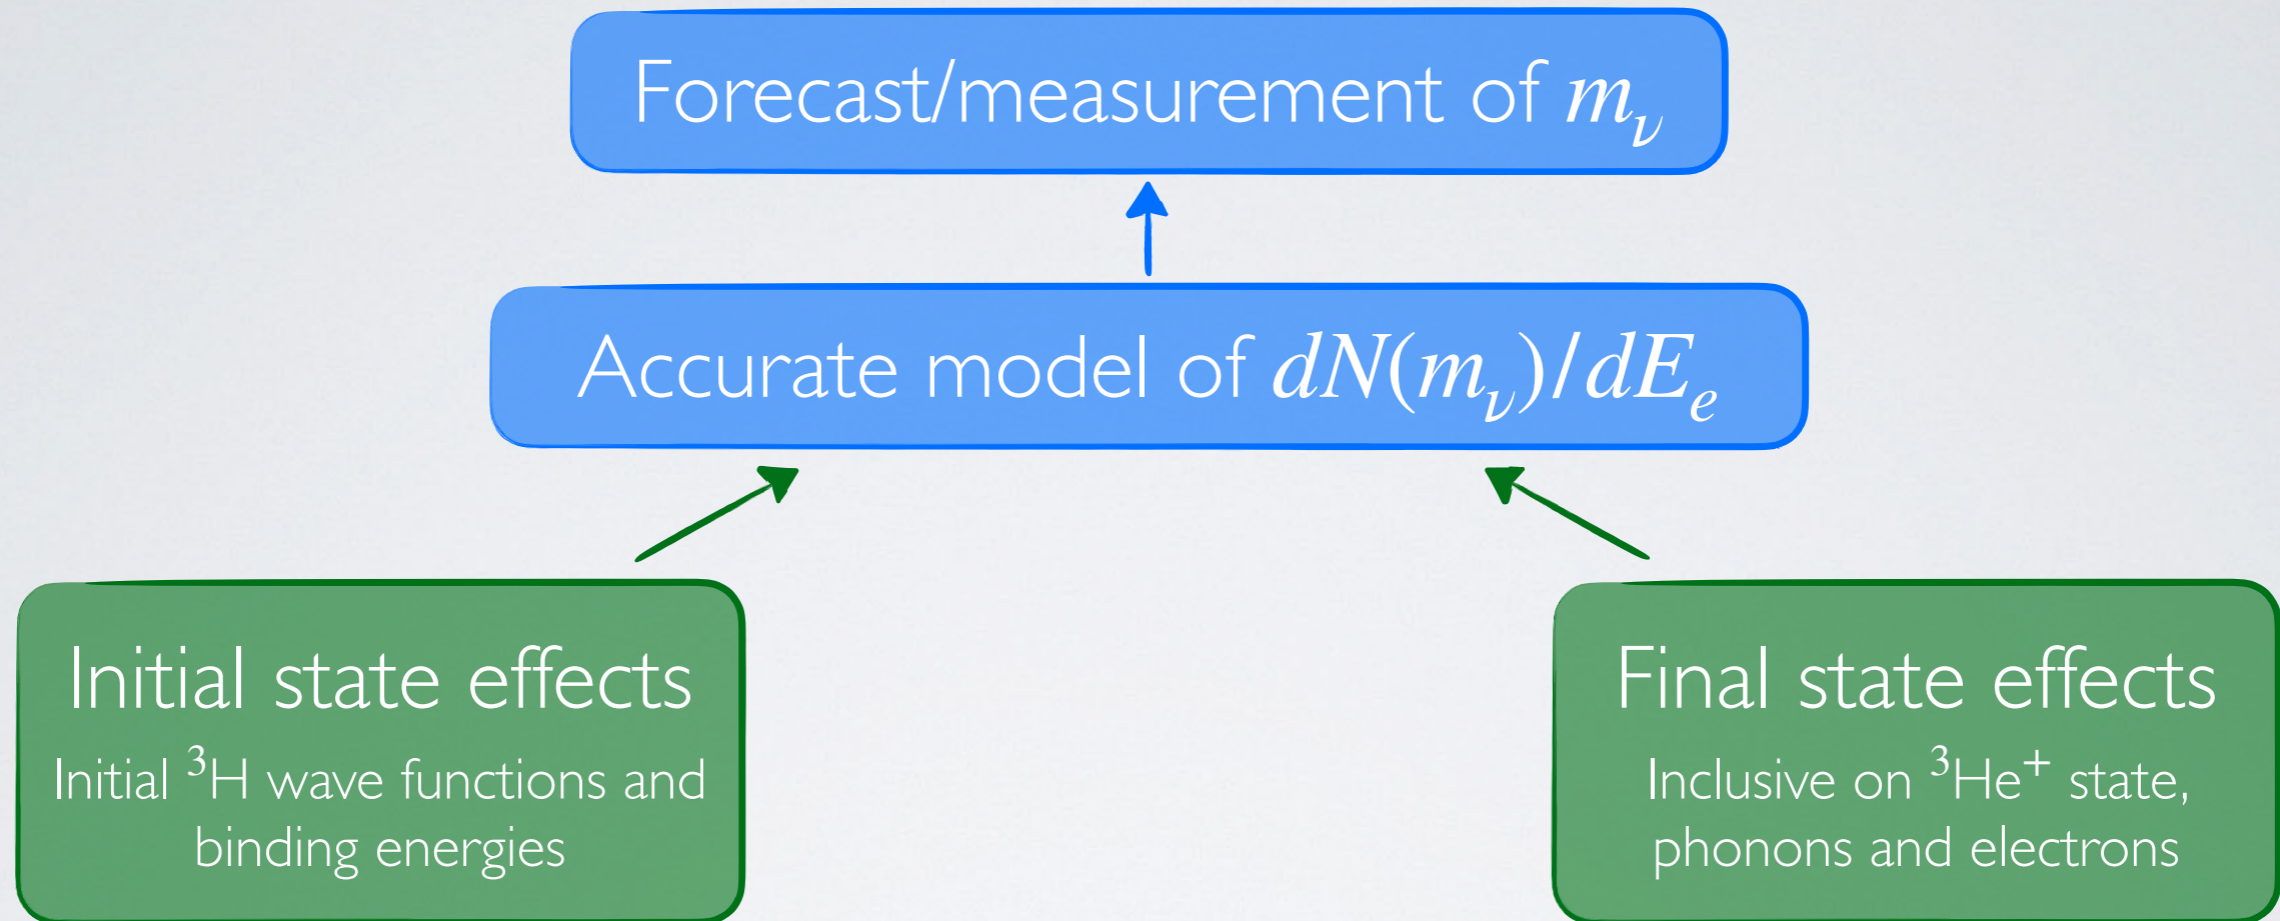 Forecast/measurement of m_ν
Accurate model of dN(m_ν)/dE_e
Initial state effects
Initial ³H wave functions and
binding energies
Final state effects
Inclusive on ³He⁺ state,
phonons and electrons